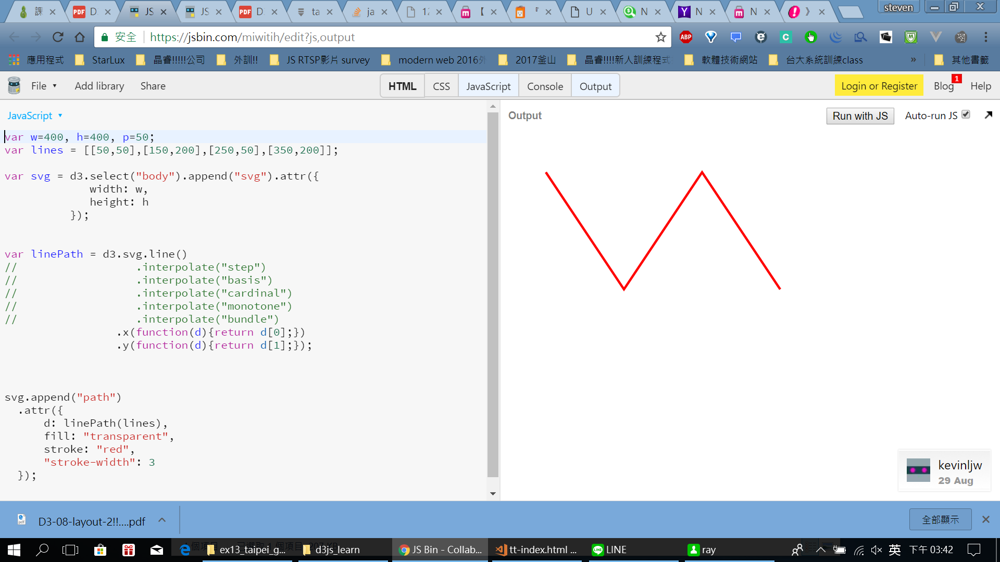 課
PDF D
JS
JS
PDF D
ta
ja
12
【
『
U
N
Y N
N
》
steven
安全
https://jsbin.com/miwitih/edit?js,output
ABP
應用程式
StarLux
晶睿!!!!!公司
外訓!!
JS RTSP影片 survey
modern web 2016外
2017釜山
晶睿!!!!新人訓練程式
軟體技術網站
台大系統訓練class
»
其他書籤
File
Add library
Share
HTML
CSS
JavaScript
Console
Output
Login or Register
Blog 1
Help
JavaScript
var w=400, h=400, p=50;
var lines = [[50,50],[150,200],[250,50],[350,200]];
var svg = d3.select("body").append("svg").attr({
width: w,
height: h
});
var linePath = d3.svg.line()
// .interpolate("step")
// .interpolate("basis")
// .interpolate("cardinal")
// .interpolate("monotone")
// .interpolate("bundle")
.x(function(d){return d[0];})
.y(function(d){return d[1];});
svg.append("path")
.attr({
d: linePath(lines),
fill: "transparent",
stroke: "red",
"stroke-width": 3
});
Output
Run with JS
Auto-run JS
kevinljw
29 Aug
D3-08-layout-2!!....pdf
全部顯示
ex13_taipei_g...
d3js_learn
JS Bin - Collab...
tt-index.html ...
LINE
ray
英
下午 03:42